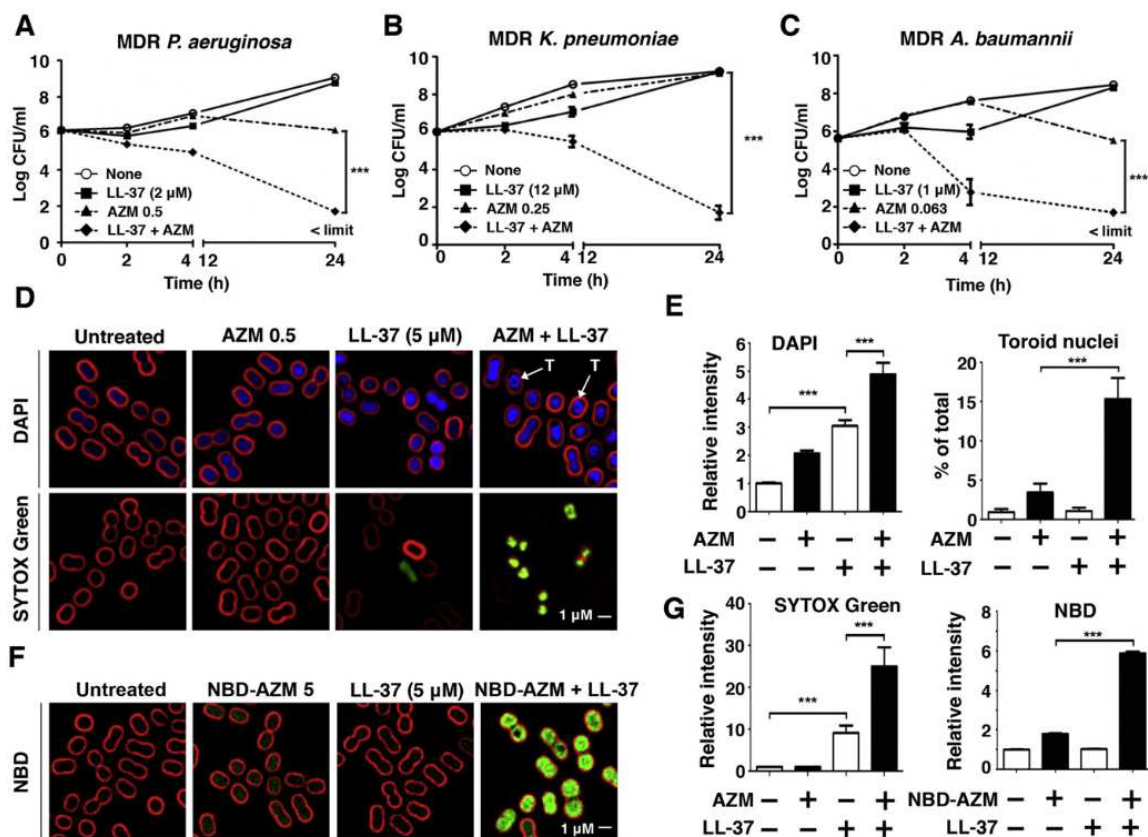 A
MDR P. aeruginosa
Log CFU/ml
10
8
6
4
2
0
None
LL-37 (2 µM)
AZM 0.5
LL-37 + AZM
***
< limit
0 2 4 12 24
Time (h)
B
MDR K. pneumoniae
Log CFU/ml
10
8
6
4
2
0
None
LL-37 (12 µM)
AZM 0.25
LL-37 + AZM
***
0 2 4 12 24
Time (h)
C
MDR A. baumannii
Log CFU/ml
10
8
6
4
2
0
None
LL-37 (1 µM)
AZM 0.063
LL-37 + AZM
***
< limit
0 2 4 12 24
Time (h)
D
Untreated AZM 0.5 LL-37 (5 µM) AZM + LL-37
DAPI
T T
SYTOX Green
1 µM
E
DAPI
***
***
Relative intensity
6
5
4
3
2
1
0
AZM − + − +
LL-37 − − + +
Toroid nuclei
***
% of total
20
15
10
5
0
AZM − + − +
LL-37 − − + +
F
Untreated NBD-AZM 5 LL-37 (5 µM) NBD-AZM + LL-37
NBD
1 µM
G
SYTOX Green
***
***
Relative intensity
40
30
20
10
0
AZM − + − +
LL-37 − − + +
NBD
***
Relative intensity
8
6
4
2
0
NBD-AZM − + − +
LL-37 − − + +